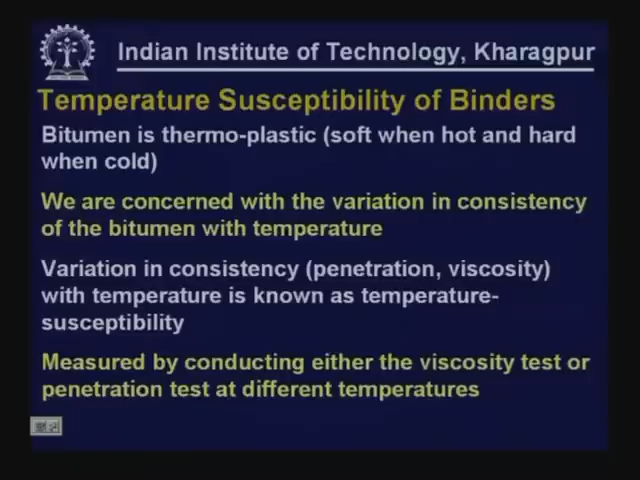 Indian Institute of Technology, Kharagpur
Temperature Susceptibility of Binders
Bitumen is thermo-plastic (soft when hot and hard
when cold)
We are concerned with the variation in consistency
of the bitumen with temperature
Variation in consistency (penetration, viscosity)
with temperature is known as temperature-
susceptibility
Measured by conducting either the viscosity test or
penetration test at different temperatures